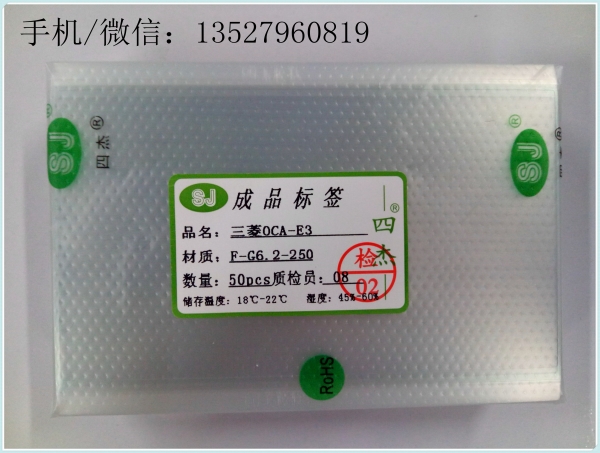 手机/微信：13527960819
SJ
四杰®
SJ
四杰®
SJ 成品标签
品名：三菱OCA-E3
材质：F-G6.2-250
数量：50pcs质检员：08
储存温度：18℃-22℃ 湿度：45%-60%
四杰®
检
02
RoHS